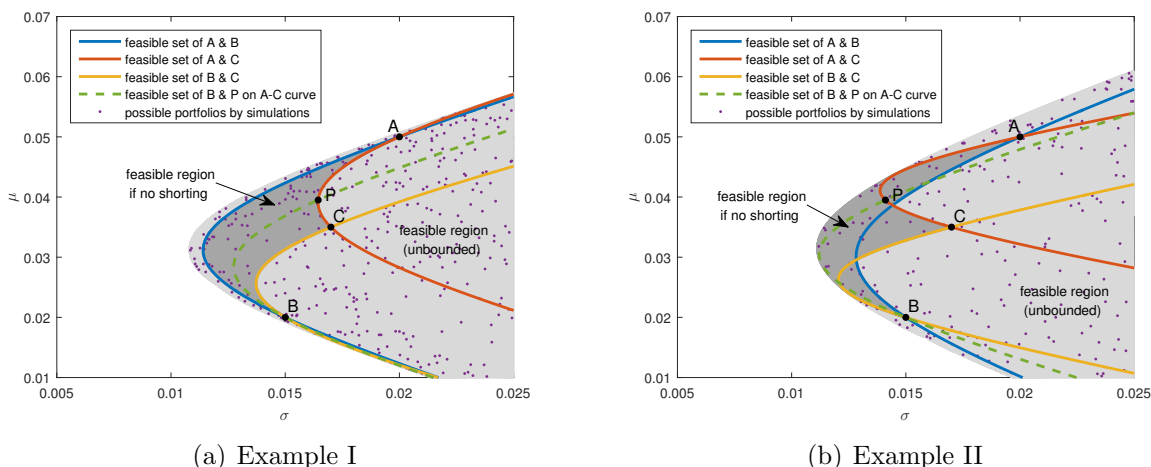 0.07
0.06
0.05
0.04
0.03
0.02
0.01
μ
feasible set of A & B
feasible set of A & C
feasible set of B & C
feasible set of B & P on A-C curve
possible portfolios by simulations
A
feasible region
if no shorting
P
C
feasible region
(unbounded)
B
0.005 0.01 0.015 0.02 0.025
σ
(a) Example I
0.07
0.06
0.05
0.04
0.03
0.02
0.01
μ
feasible set of A & B
feasible set of A & C
feasible set of B & C
feasible set of B & P on A-C curve
possible portfolios by simulations
A
feasible region
if no shorting
P
C
feasible region
(unbounded)
B
0.005 0.01 0.015 0.02 0.025
σ
(b) Example II